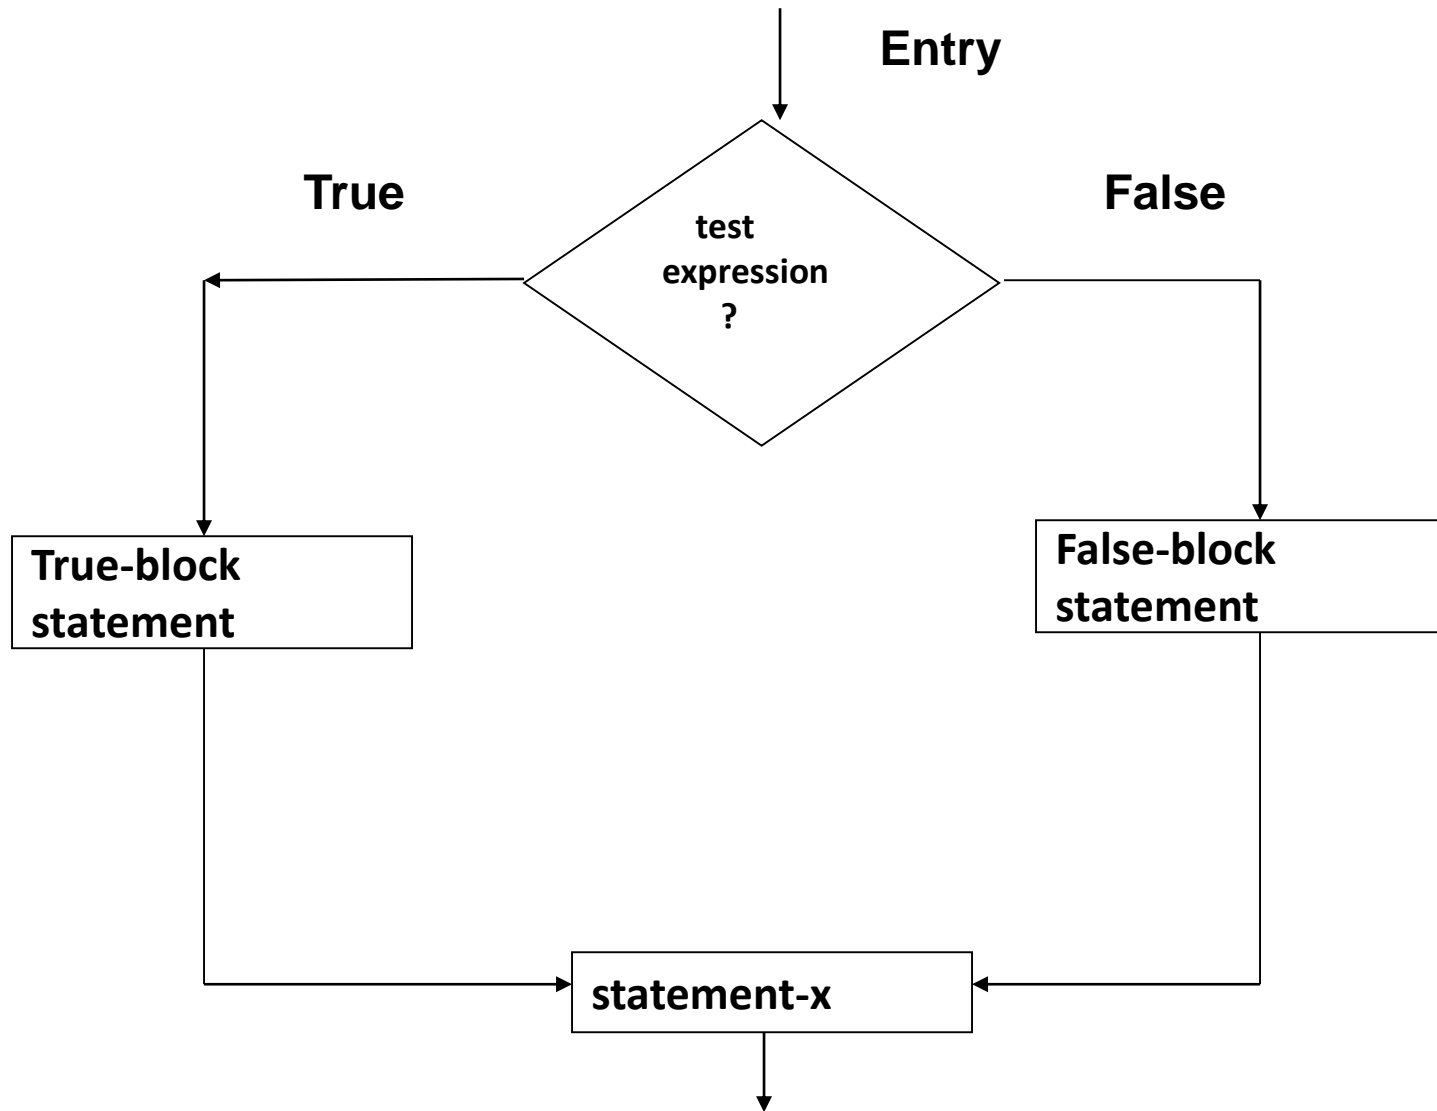 Entry
True
False
test
expression
?
True-block
statement
False-block
statement
statement-x